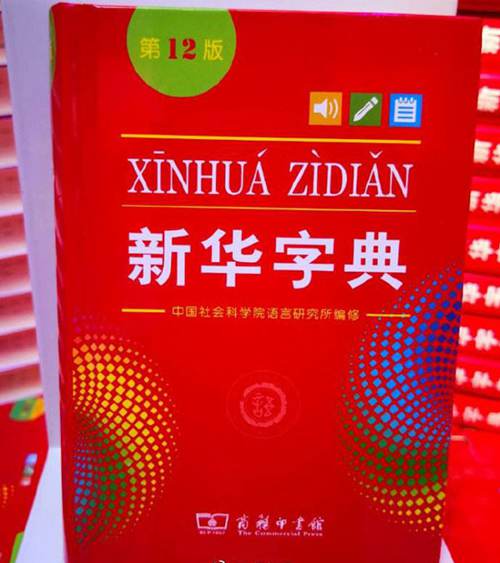 第12版
XĪNHUÁ ZÌDIǍN
新华字典
中国社会科学院语言研究所编修
商務印書館
The Commercial Press